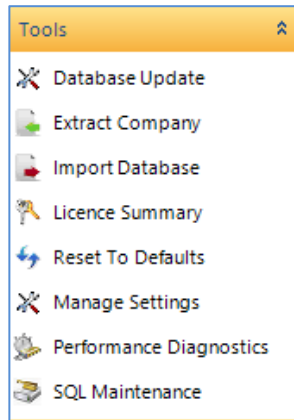 Tools
Database Update
Extract Company
Import Database
Licence Summary
Reset To Defaults
Manage Settings
Performance Diagnostics
SQL Maintenance